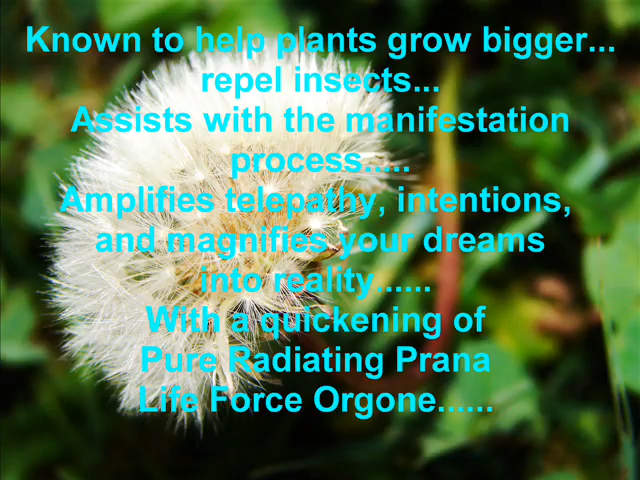 Known to help plants grow bigger...
repel insects...
Assists with the manifestation
process.....
Amplifies telepathy, intentions,
and magnifies your dreams
into reality......
With a quickening of
Pure Radiating Prana
Life Force Orgone......